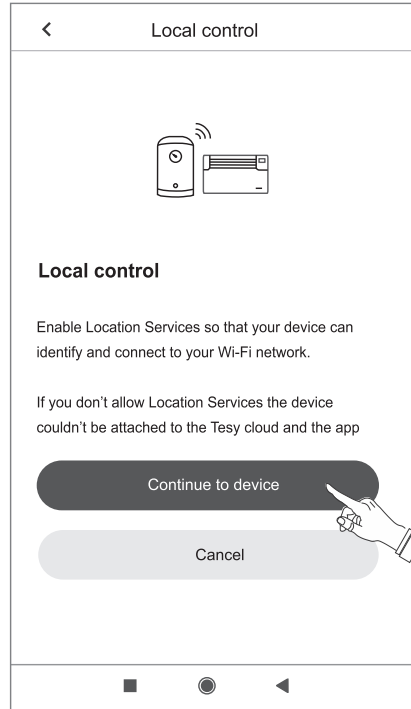 Local control
Local control
Enable Location Services so that your device can
identify and connect to your Wi-Fi network.
If you don’t allow Location Services the device
couldn’t be attached to the Tesy cloud and the app
Continue to device
Cancel